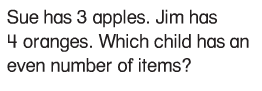 Sue has 3 apples. Jim has
4 oranges. Which child has an
even number of items?